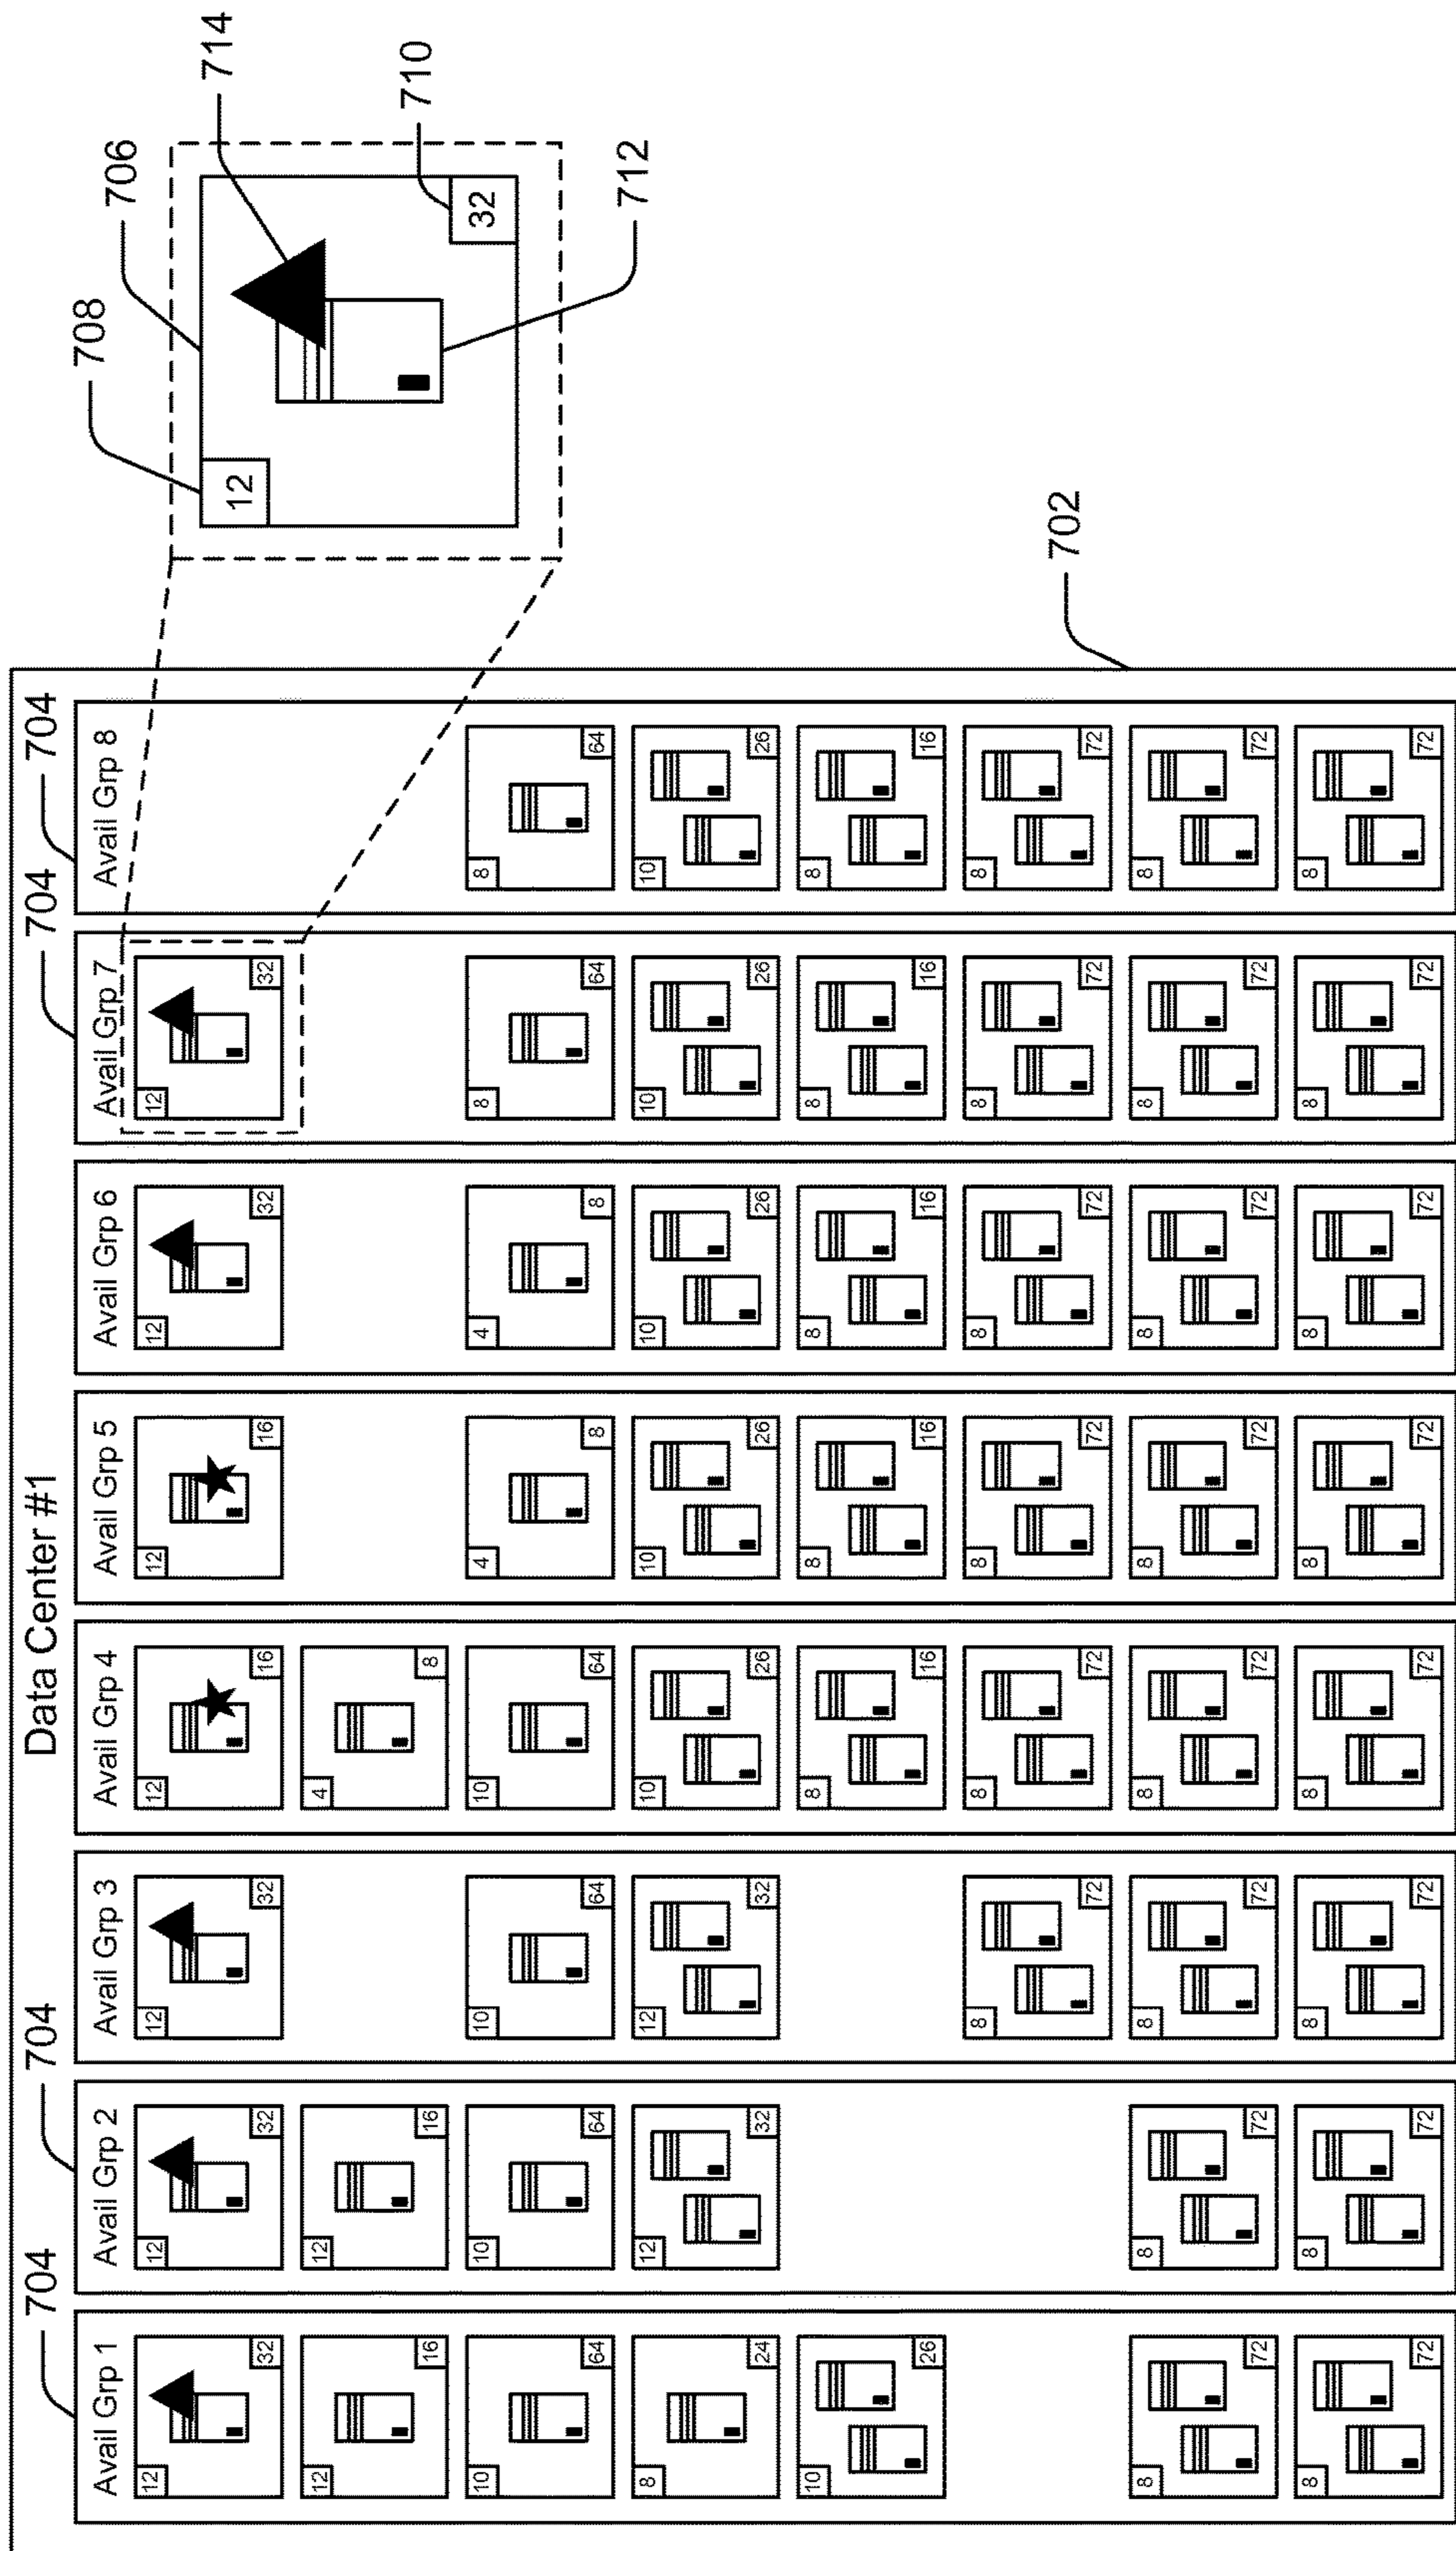 Data Center #1
704 704 704 704
Avail Grp 1 Avail Grp 2 Avail Grp 3 Avail Grp 4 Avail Grp 5 Avail Grp 6 Avail Grp 7 Avail Grp 8
12 12 12 12 12 12 12
32 32 32 16 16 32 32
12 12 4
16 16 8
10 10 10 10 4 4 8 8
64 64 64 64 8 8 64 64
8 12 12 10 10 10 10 10
24 32 32 26 26 26 26 26
10 8 8 8 8 8
26 16 16 16 16 16
8 8 8 8 8 8
72 72 72 72 72 72
8 8 8 8 8 8 8 8
72 72 72 72 72 72 72 72
8 8 8 8 8 8 8 8
72 72 72 72 72 72 72 72
708
706
714
12
710
32
712
702